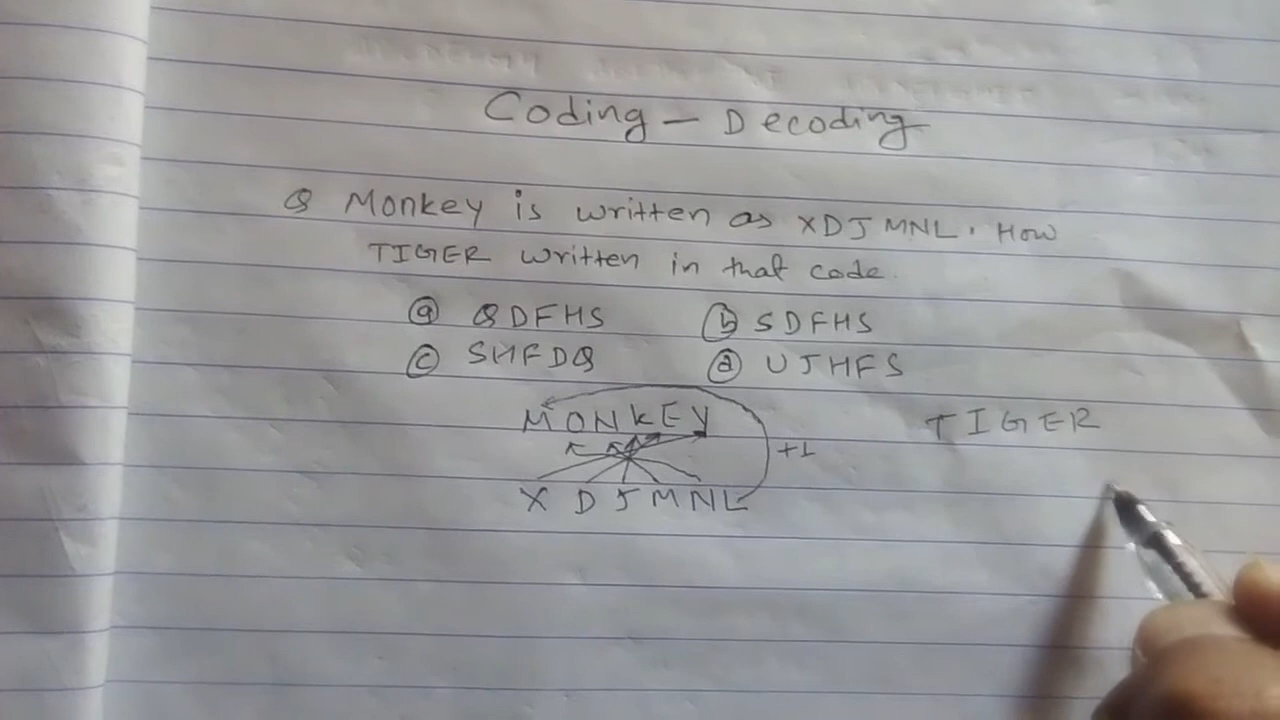 Coding - Decoding
Q Monkey is written as XDJMNL. How
TIGER written in that code.
(a) QDFHS (b) SDFHS
(c) SHFDQ (d) UJHFS
MONKEY TIGER
+1
XDJMNL